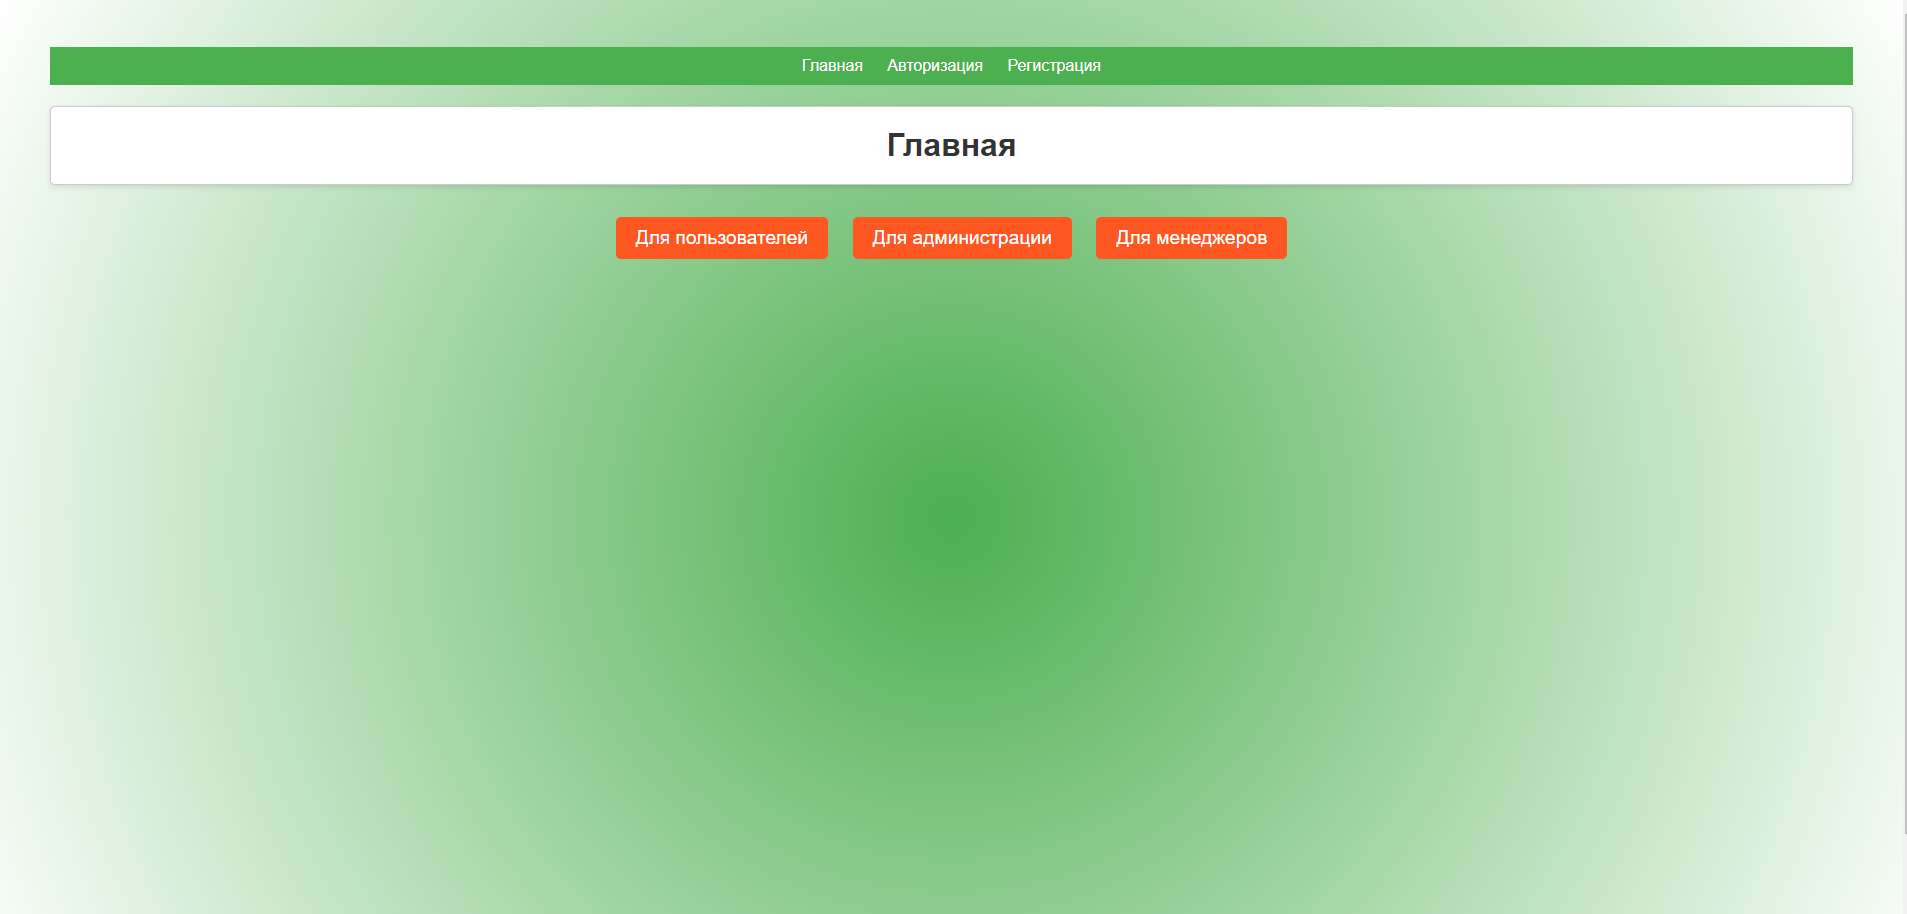 Главная Авторизация Регистрация
Главная
Для пользователей Для администрации Для менеджеров